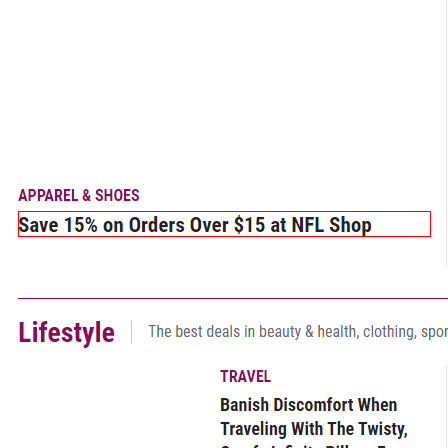 APPAREL & SHOES
Save 15% on Orders Over $15 at NFL Shop
Lifestyle
The best deals in beauty & health, clothing,
TRAVEL
Banish Discomfort When
Traveling With The Twisty,